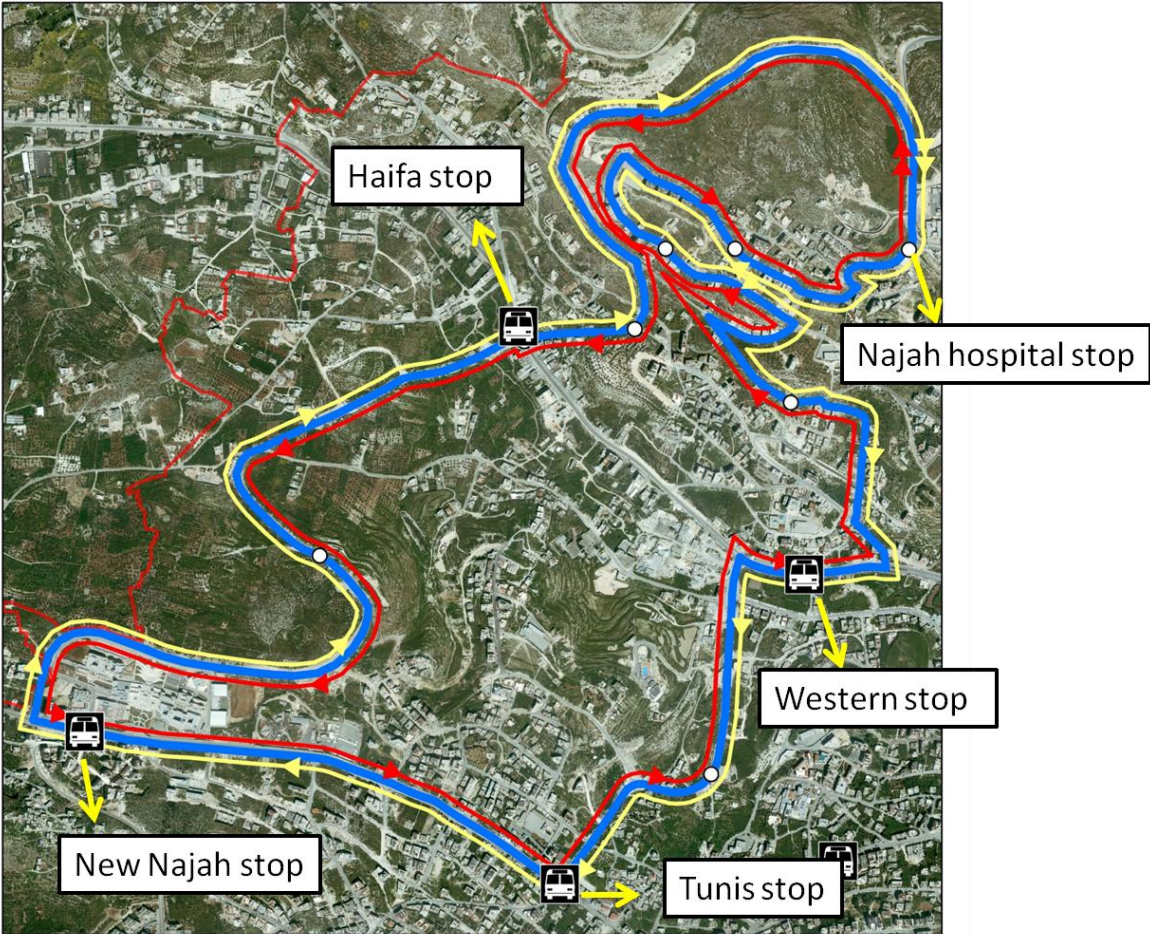 Haifa stop
Najah hospital stop
Western stop
New Najah stop
Tunis stop